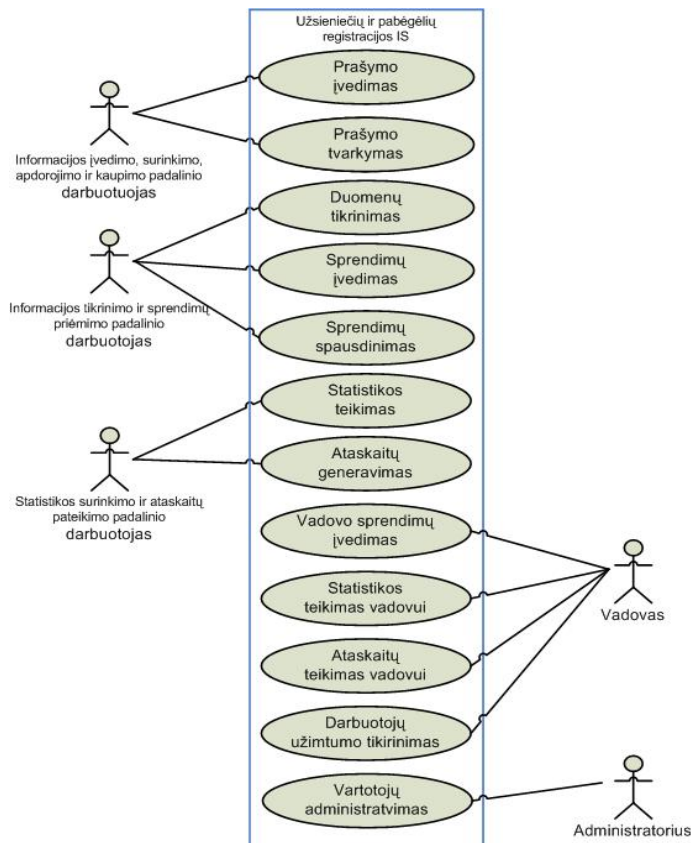 Užsieniečių ir pabėgėlių
registracijos IS
Prašymo
įvedimas
Prašymo
tvarkymas
Informacijos įvedimo, surinkimo,
apdorojimo ir kaupimo padalinio
darbuotuojas
Duomenų
tikrinimas
Sprendimų
įvedimas
Informacijos tikrinimo ir sprendimų
priėmimo padalinio
darbuotojas
Sprendimų
spausdinimas
Statistikos
teikimas
Ataskaitų
generavimas
Statistikos surinkimo ir ataskaitų
pateikimo padalinio
darbuotojas
Vadovo sprendimų
įvedimas
Statistikos
teikimas vadovui
Vadovas
Ataskaitų
teikimas vadovui
Darbuotojų
užimtumo tikirinimas
Vartotojų
administratvimas
Administratorius